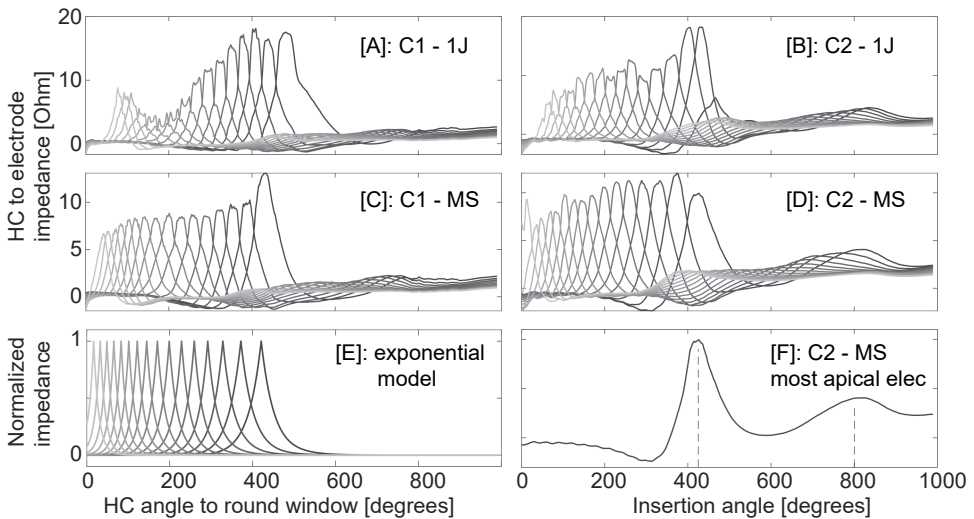 20
10
0
HC to electrode
impedance [Ohm]
[A]: C1 - 1J
[B]: C2 - 1J
10
5
0
[C]: C1 - MS
[D]: C2 - MS
1
0
Normalized
impedance
[E]: exponential
model
[F]: C2 - MS
most apical elec
0 200 400 600 800
0 200 400 600 800 1000
HC angle to round window [degrees]
Insertion angle [degrees]